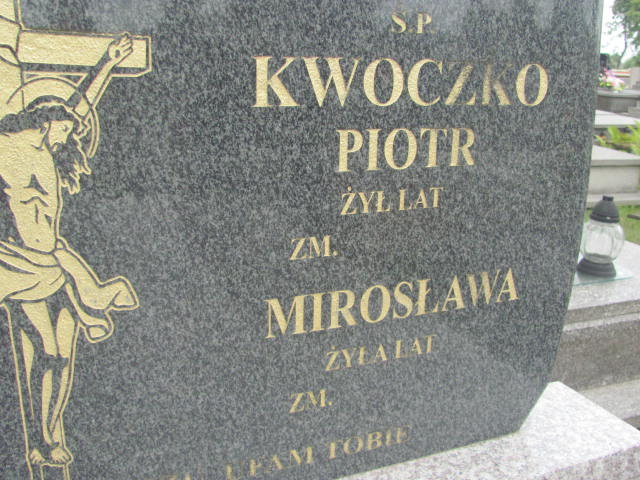 S.P
KWOCZKO
PIOTR
ŻYŁ LAT
ZM.
MIROSŁAWA
ŻYŁA LAT
ZM.
UFAM TOBIE